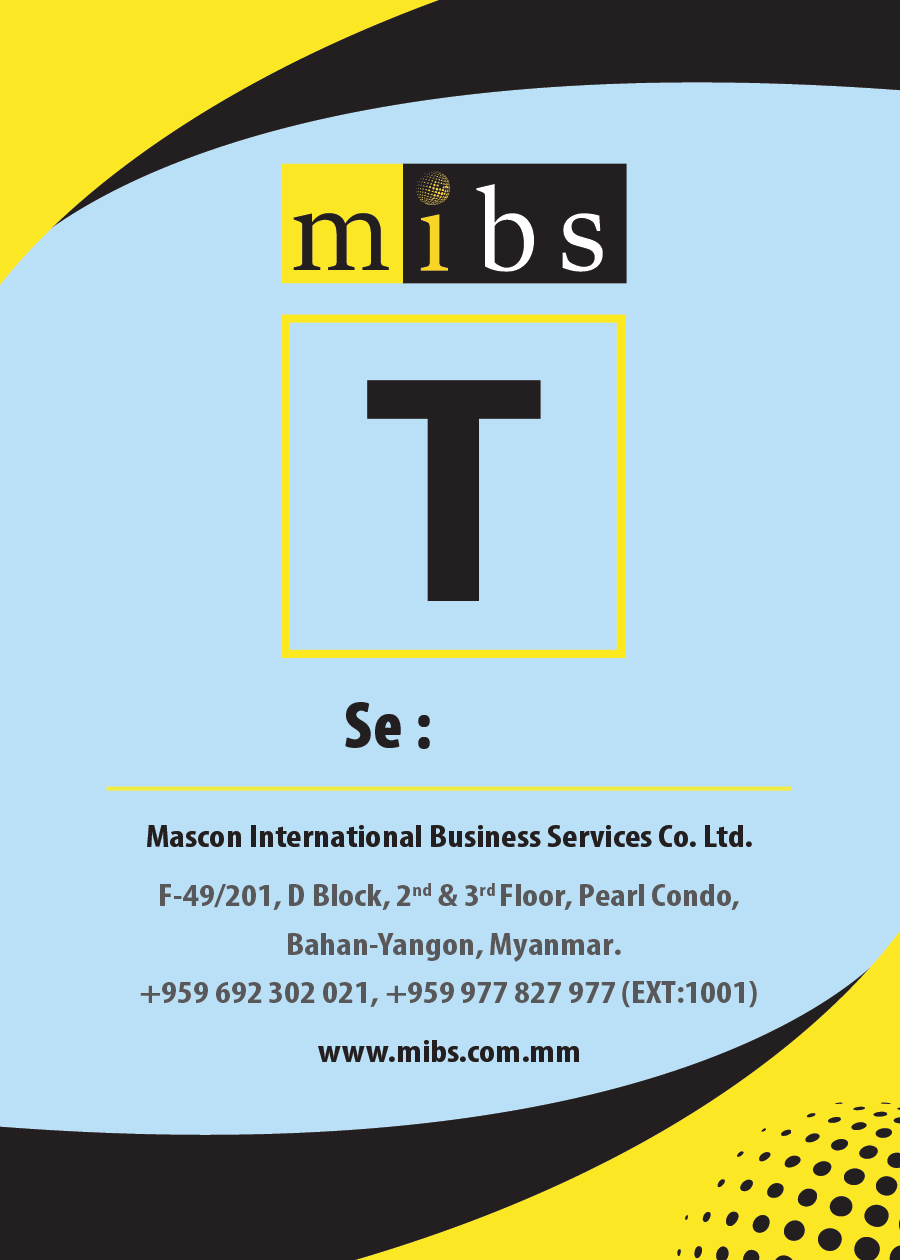 mibs
T
Se :
Mascon International Business Services Co. Ltd.
F-49/201, D Block, 2nd & 3rd Floor, Pearl Condo,
Bahan-Yangon, Myanmar.
+959 692 302 021, +959 977 827 977 (EXT:1001)
www.mibs.com.mm